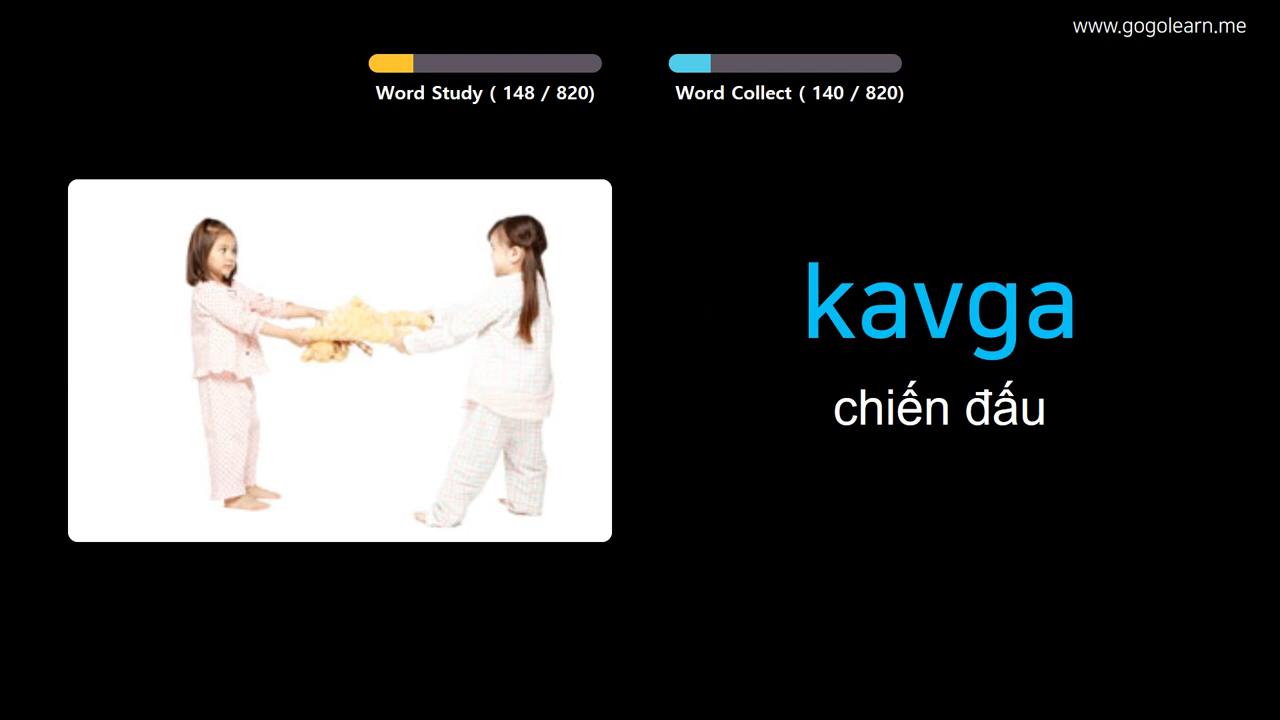 www.gogolearn.me
Word Study ( 148 / 820)
Word Collect ( 140 / 820)
kavga
chiến đấu